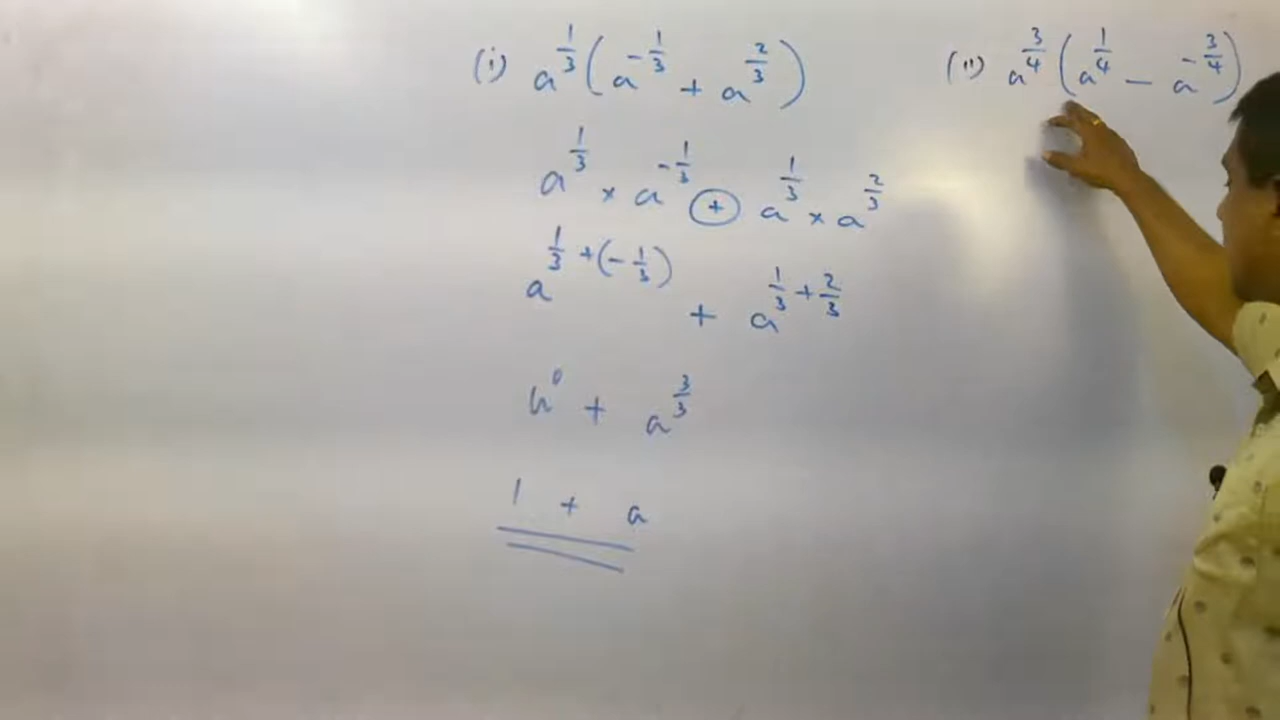 (i) a^{1/3}(a^{-1/3} + a^{2/3})
a^{1/3} × a^{-1/3} + a^{1/3} × a^{2/3}
a^{1/3 + (-1/3)} + a^{1/3 + 2/3}
a^0 + a^{3/3}
1 + a
(ii) a^{3/4}(a^{1/4} - a^{-3/4})